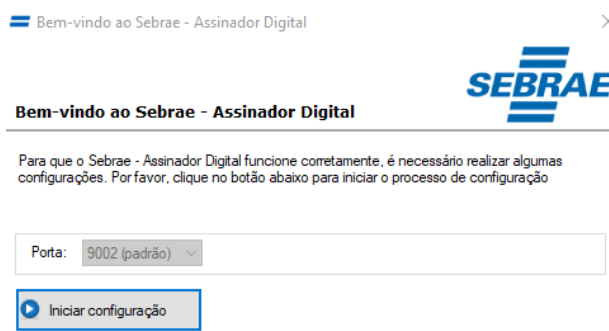 Bem-vindo ao Sebrae - Assinador Digital
SEBRAE
Bem-vindo ao Sebrae - Assinador Digital
Para que o Sebrae - Assinador Digital funcione corretamente, é necessário realizar algumas
configurações. Por favor, clique no botão abaixo para iniciar o processo de configuração
Porta: 9002 (padrão)
Iniciar configuração